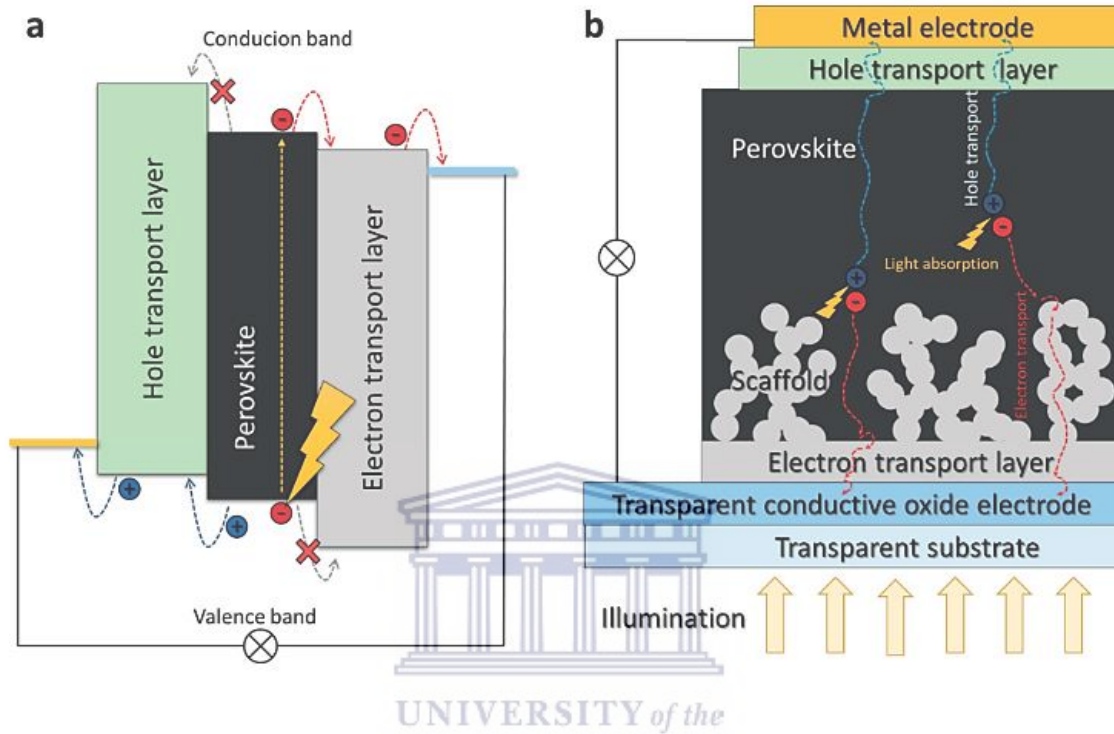 a
Conducion band
Hole transport layer
Perovskite
Electron transport layer
Valence band
b
Metal electrode
Hole transport layer
Perovskite
Hole transport
Light absorption
Scaffold
Electron transport
Electron transport layer
Transparent conductive oxide electrode
Transparent substrate
Illumination
UNIVERSITY of the